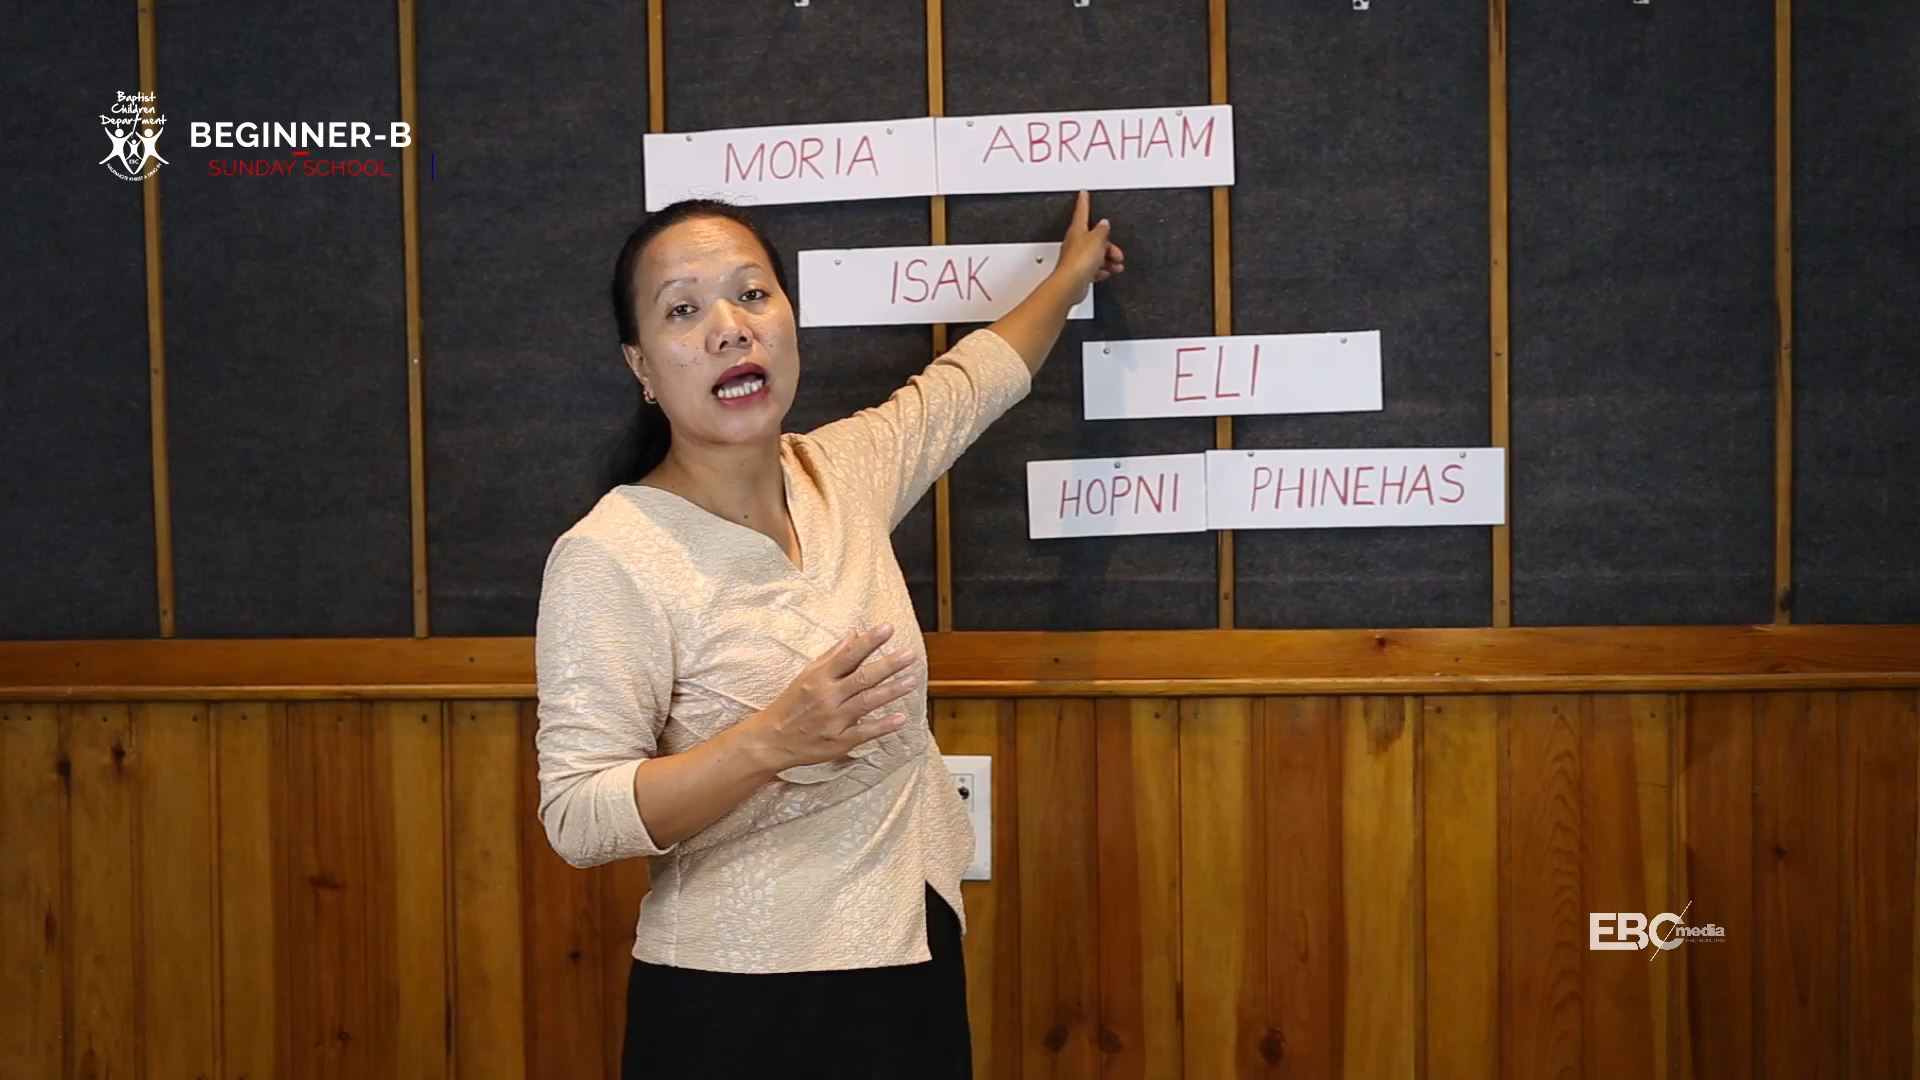 Baptist
Children
Department
BEGINNER-B
SUNDAY SCHOOL
MORIA
ABRAHAM
ISAK
ELI
HOPNI
PHINEHAS
EBC media